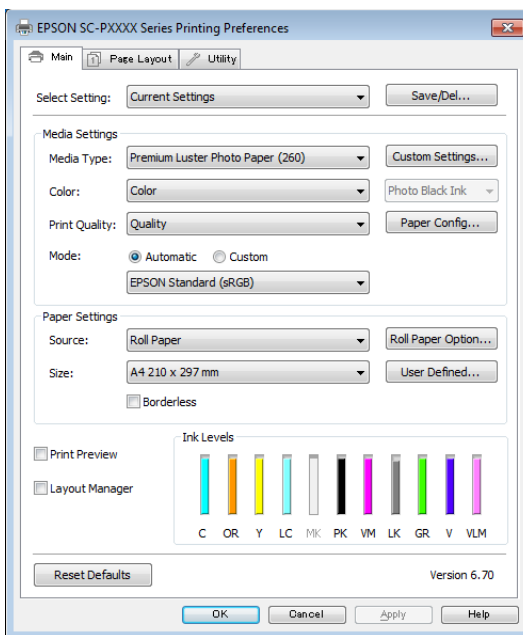 EPSON SC-PXXXX Series Printing Preferences
Main
1
Page Layout
Utility
Select Setting:
Current Settings
Save/Del...
Media Settings
Media Type:
Premium Luster Photo Paper (260)
Custom Settings...
Color:
Color
Photo Black Ink
Print Quality:
Quality
Paper Config...
Mode:
Automatic
Custom
EPSON Standard (sRGB)
Paper Settings
Source:
Roll Paper
Roll Paper Option...
Size:
A4 210 x 297 mm
User Defined...
Borderless
Print Preview
Layout Manager
Ink Levels
C OR Y LC MK PK VM LK GR V VLM
Reset Defaults
Version 6.70
OK
Cancel
Apply
Help